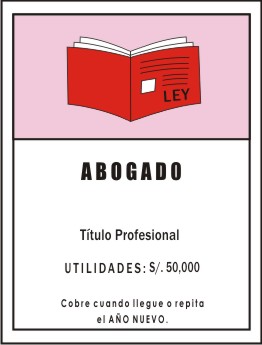 LEY
ABOGADO
Título Profesional
UTILIDADES: S/. 50,000
Cobre cuando llegue o repita
el AÑO NUEVO.